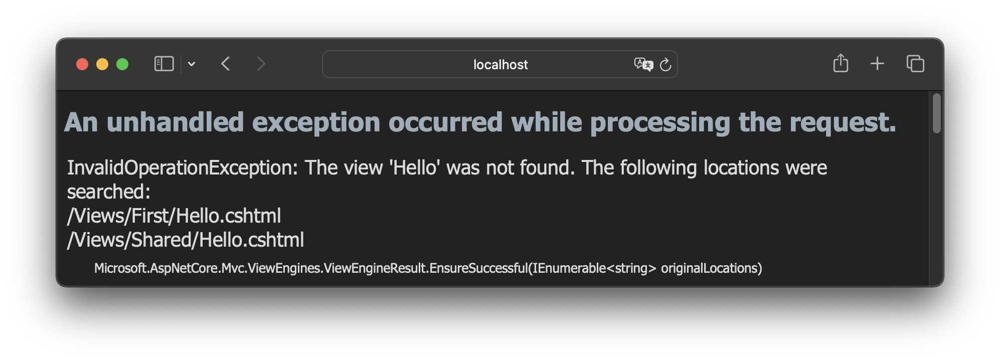 localhost
An unhandled exception occurred while processing the request.
InvalidOperationException: The view 'Hello' was not found. The following locations were
searched:
/Views/First/Hello.cshtml
/Views/Shared/Hello.cshtml
Microsoft.AspNetCore.Mvc.ViewEngines.ViewEngineResult.EnsureSuccessful(IEnumerable<string> originalLocations)